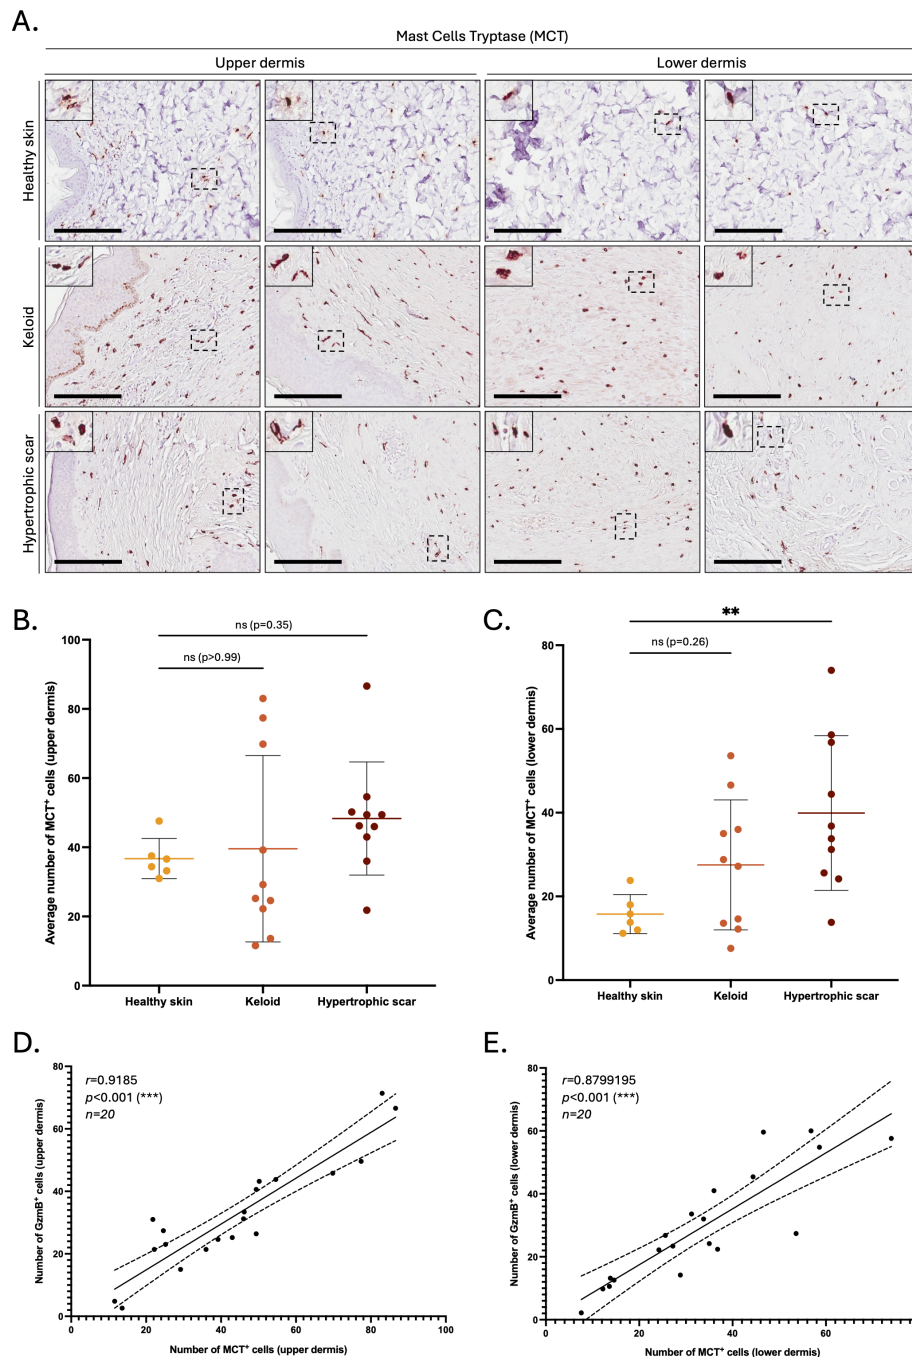 A.
Mast Cells Tryptase (MCT)
Upper dermis
Lower dermis
Healthy skin
Keloid
Hypertrophic scar
B.
ns (p=0.35)
ns (p>0.99)
Average number of MCT⁺ cells (upper dermis)
100
80
60
40
20
0
Healthy skin
Keloid
Hypertrophic scar
C.
**
ns (p=0.26)
Average number of MCT⁺ cells (lower dermis)
80
60
40
20
0
Healthy skin
Keloid
Hypertrophic scar
D.
r=0.9185
p<0.001 (***)
n=20
Number of GzmB⁺ cells (upper dermis)
80
60
40
20
0
0 20 40 60 80 100
Number of MCT⁺ cells (upper dermis)
E.
r=0.8799195
p<0.001 (***)
n=20
Number of GzmB⁺ cells (lower dermis)
80
60
40
20
0
0 20 40 60
Number of MCT⁺ cells (lower dermis)